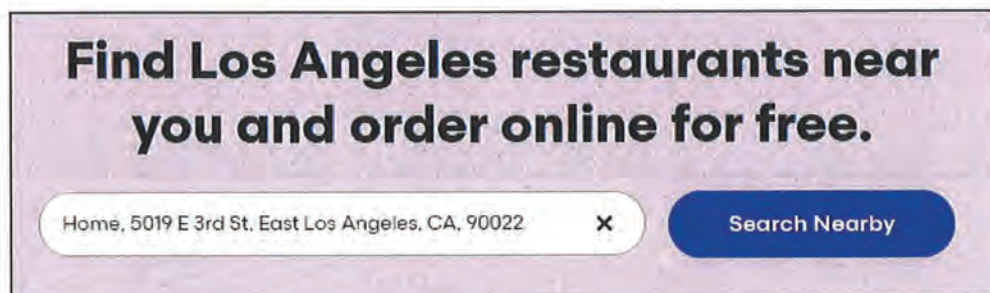 Find Los Angeles restaurants near
you and order online for free.
Home, 5019 E 3rd St, East Los Angeles, CA, 90022 ×
Search Nearby